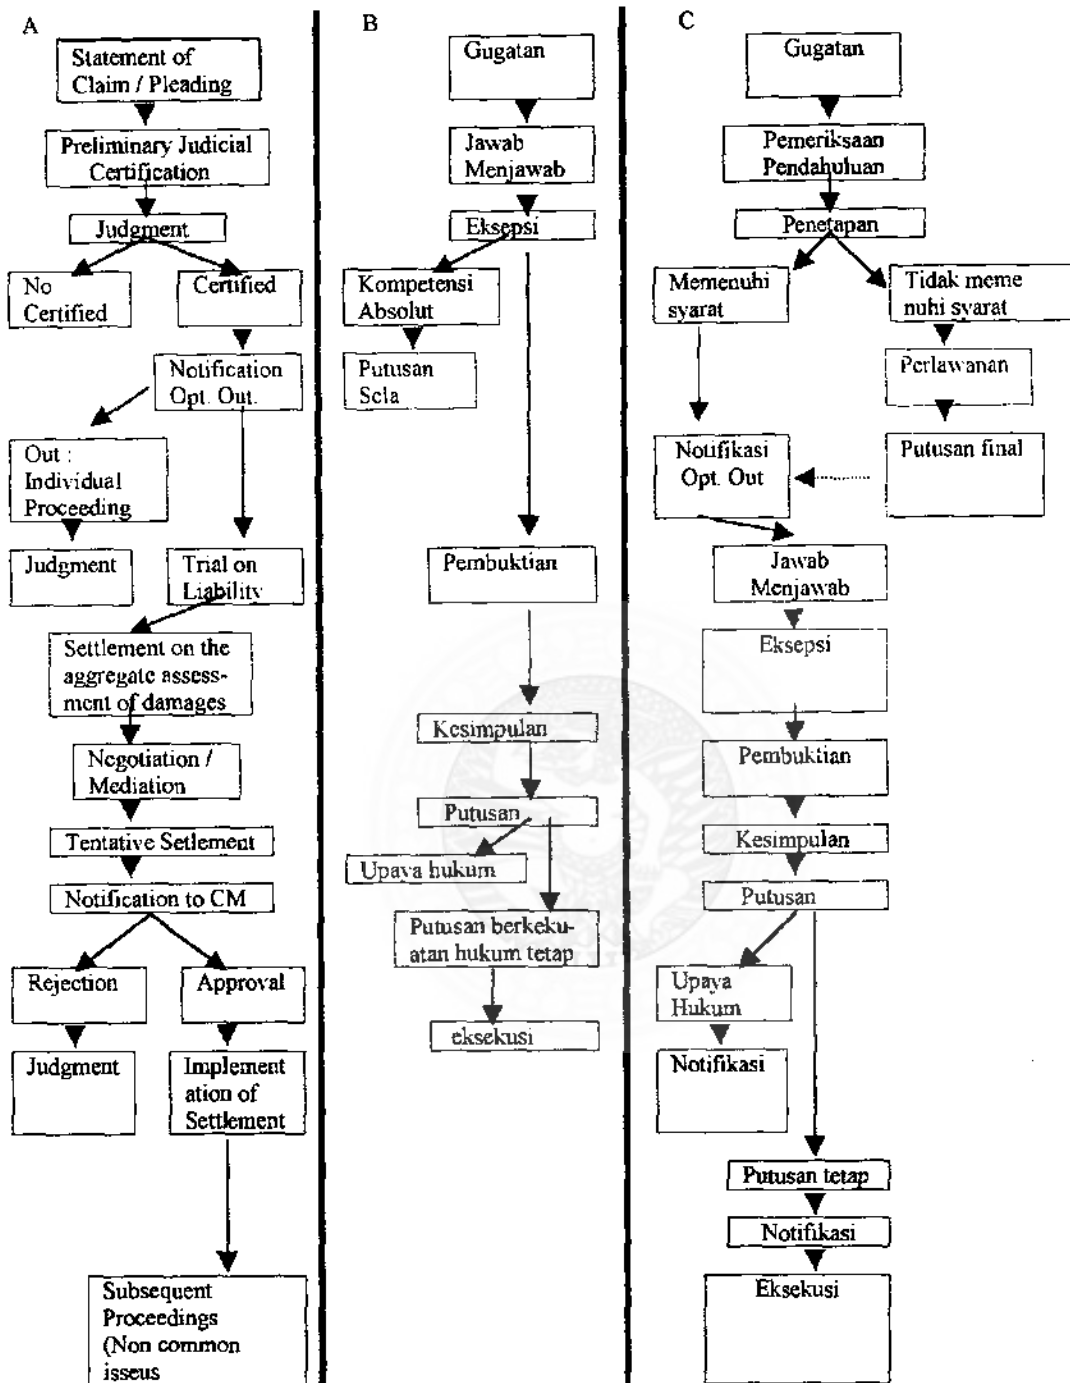 A
Statement of
Claim / Pleading
Preliminary Judicial
Certification
Judgment
No
Certified
Certified
Notification
Opt. Out.
Out :
Individual
Proceeding
Judgment
Trial on
Liability
Settlement on the
aggregate assess-
ment of damages
Negotiation /
Mediation
Tentative Setlement
Notification to CM
Rejection
Approval
Judgment
Implement
ation of
Settlement
Subsequent
Proceedings
(Non common
isseus
B
Gugatan
Jawab
Menjawab
Eksepsi
Kompetensi
Absolut
Putusan
Sela
Pembuktian
Kesimpulan
Putusan
Upaya hukum
Putusan berkeku-
atan hukum tetap
eksekusi
C
Gugatan
Pemeriksaan
Pendahuluan
Penetapan
Memenuhi
syarat
Tidak meme
nuhi syarat
Perlawanan
Notifikasi
Opt. Out
Putusan final
Jawab
Menjawab
Eksepsi
Pembuktian
Kesimpulan
Putusan
Upaya
Hukum
Notifikasi
Putusan tetap
Notifikasi
Eksekusi